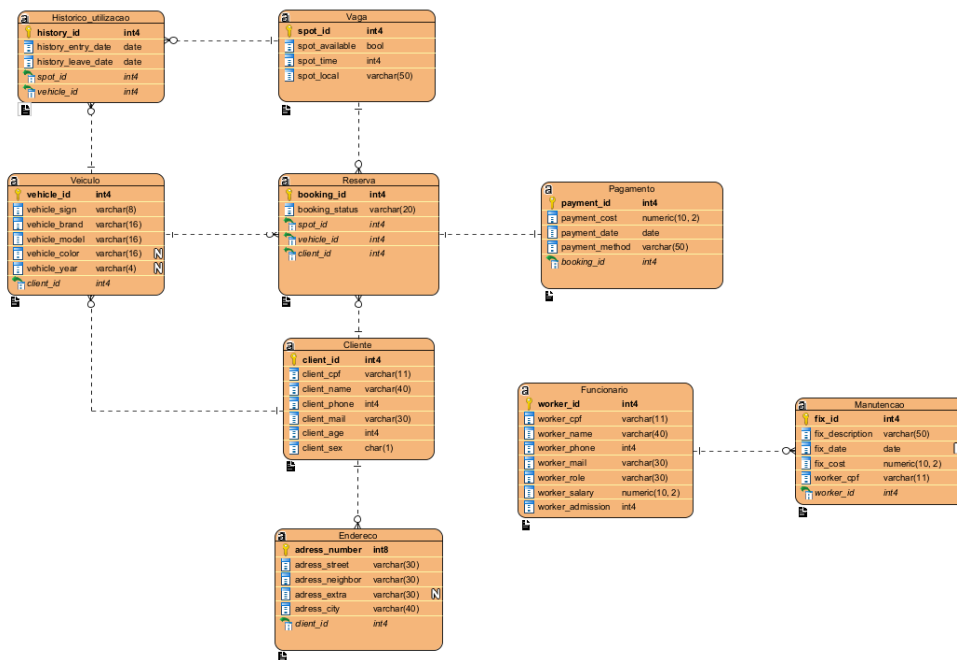 Historico_utilizacao
history_id int4
history_entry_date date
history_leave_date date
spot_id int4
vehicle_id int4
Vaga
spot_id int4
spot_available bool
spot_time int4
spot_local varchar(50)
Veiculo
vehicle_id int4
vehicle_sign varchar(8)
vehicle_brand varchar(16)
vehicle_model varchar(16)
vehicle_color varchar(16) N
vehicle_year varchar(4) N
client_id int4
Reserva
booking_id int4
booking_status varchar(20)
spot_id int4
vehicle_id int4
client_id int4
Pagamento
payment_id int4
payment_cost numeric(10, 2)
payment_date date
payment_method varchar(50)
booking_id int4
Cliente
client_id int4
client_cpf varchar(11)
client_name varchar(40)
client_phone int4
client_mail varchar(30)
client_age int4
client_sex char(1)
Funcionario
worker_id int4
worker_cpf varchar(11)
worker_name varchar(40)
worker_phone int4
worker_mail varchar(30)
worker_role varchar(30)
worker_salary numeric(10, 2)
worker_admission int4
Manutencao
fix_id int4
fix_description varchar(50)
fix_date date
fix_cost numeric(10, 2)
worker_cpf varchar(11)
worker_id int4
Endereco
adress_number int8
adress_street varchar(30)
adress_neighbor varchar(30)
adress_extra varchar(30) N
adress_city varchar(40)
client_id int4